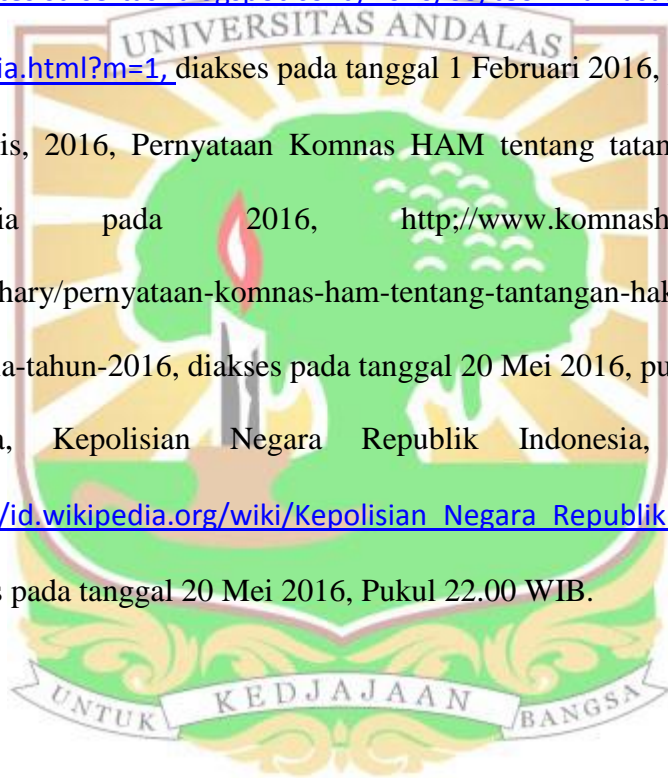 UNIVERSITAS ANDALAS
ia.html?m=1, diakses pada tanggal 1 Februari 2016,
is, 2016, Pernyataan Komnas HAM tentang tatan
ia pada 2016, http;//www.komnash
hary/pernyataan-komnas-ham-tentang-tantangan-hak
a-tahun-2016, diakses pada tanggal 20 Mei 2016, pu
a, Kepolisian Negara Republik Indonesia,
/id.wikipedia.org/wiki/Kepolisian_Negara_Republik
s pada tanggal 20 Mei 2016, Pukul 22.00 WIB.
UNTUK KEDJAJAAN BANGSA